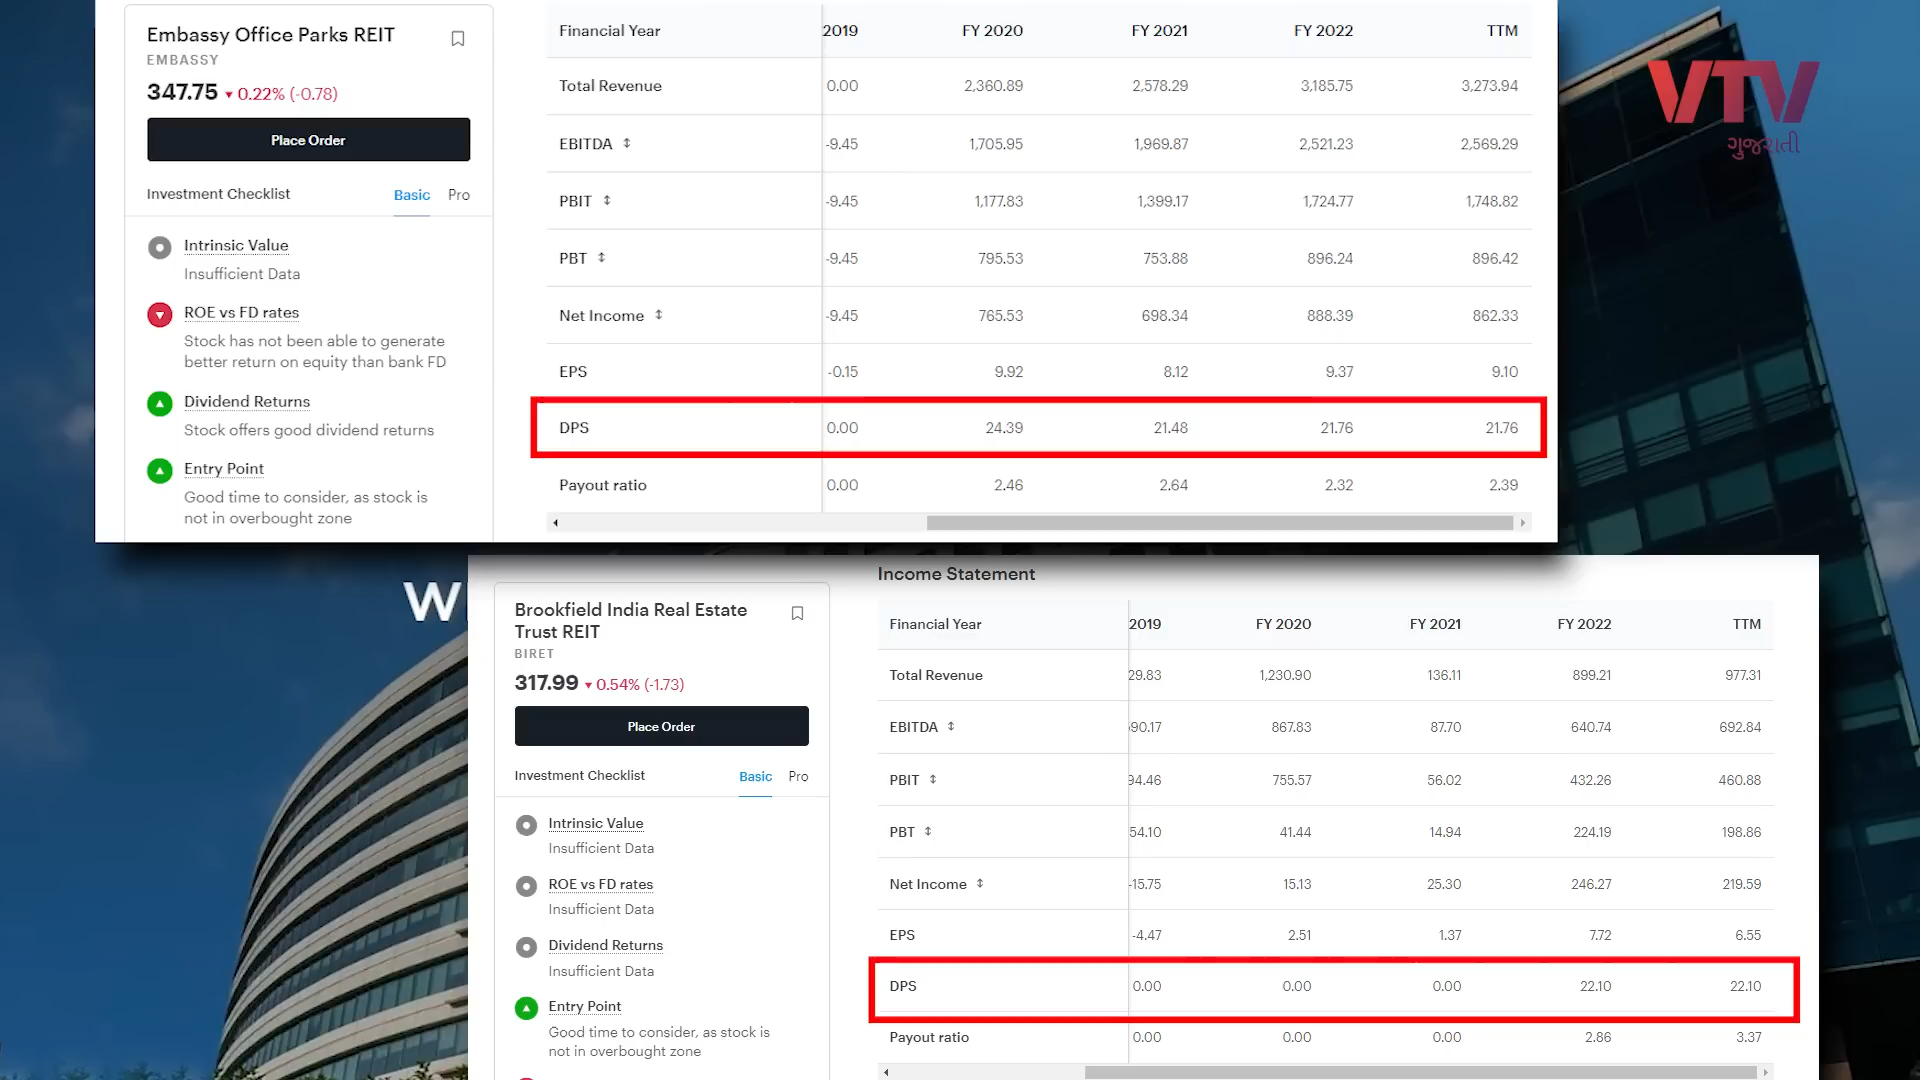 Embassy Office Parks REIT
EMBASSY
347.75 ▾ 0.22% (-0.78)
Place Order
Investment Checklist Basic Pro
Intrinsic Value
Insufficient Data
ROE vs FD rates
Stock has not been able to generate
better return on equity than bank FD
Dividend Returns
Stock offers good dividend returns
Entry Point
Good time to consider, as stock is
not in overbought zone
Financial Year 2019 FY 2020 FY 2021 FY 2022 TTM
Total Revenue 0.00 2,360.89 2,578.29 3,185.75 3,273.94
EBITDA -9.45 1,705.95 1,969.87 2,521.23 2,569.29
PBIT -9.45 1,177.83 1,399.17 1,724.77 1,748.82
PBT -9.45 795.53 753.88 896.24 896.42
Net Income -9.45 765.53 698.34 888.39 862.33
EPS -0.15 9.92 8.12 9.37 9.10
DPS 0.00 24.39 21.48 21.76 21.76
Payout ratio 0.00 2.46 2.64 2.32 2.39
VTV
ગુજરાતી
W
Brookfield India Real Estate
Trust REIT
BIRET
317.99 ▾ 0.54% (-1.73)
Place Order
Investment Checklist Basic Pro
Intrinsic Value
Insufficient Data
ROE vs FD rates
Insufficient Data
Dividend Returns
Insufficient Data
Entry Point
Good time to consider, as stock is
not in overbought zone
Income Statement
Financial Year 2019 FY 2020 FY 2021 FY 2022 TTM
Total Revenue 29.83 1,230.90 136.11 899.21 977.31
EBITDA 90.17 867.83 87.70 640.74 692.84
PBIT 94.46 755.57 56.02 432.26 460.88
PBT 54.10 41.44 14.94 224.19 198.86
Net Income -15.75 15.13 25.30 246.27 219.59
EPS -4.47 2.51 1.37 7.72 6.55
DPS 0.00 0.00 0.00 22.10 22.10
Payout ratio 0.00 0.00 0.00 2.86 3.37